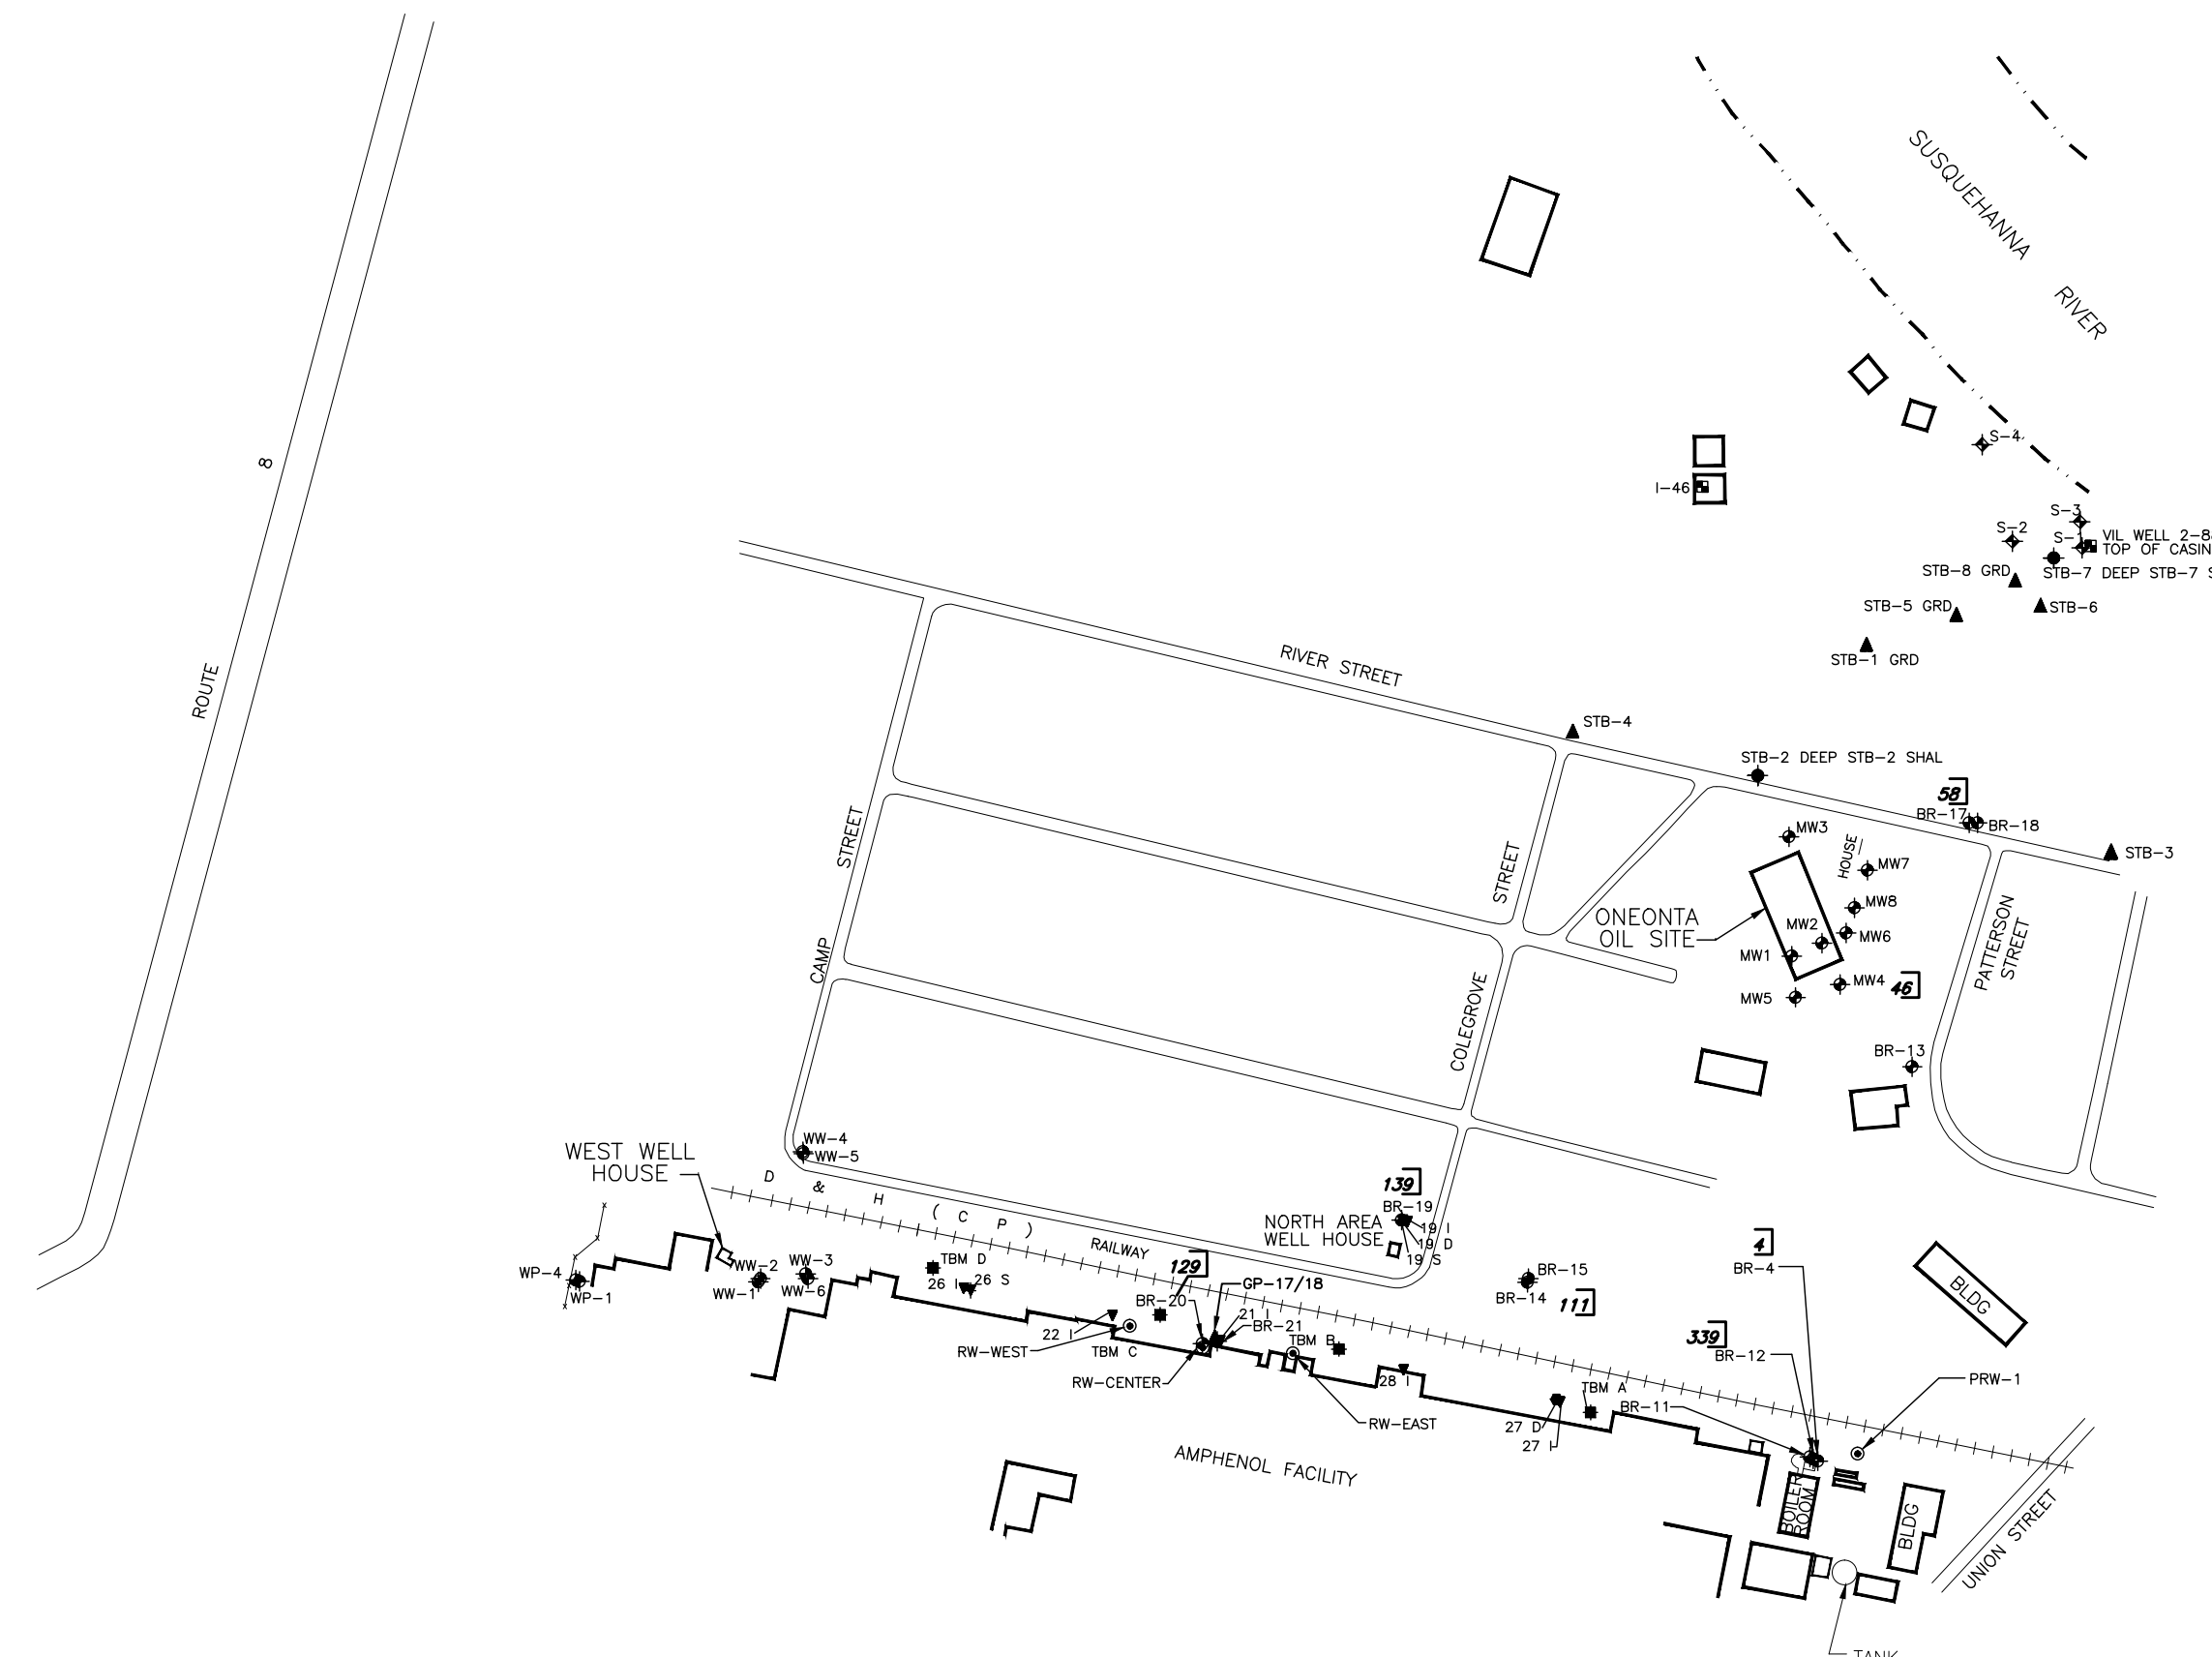 SUSQUEHANNA
RIVER
ROUTE
8
S-4
I-46
S-3
S-2
S-1
VIL WELL 2-8
TOP OF CASIN
STB-8 GRD
STB-7 DEEP STB-7 S
STB-5 GRD
STB-6
STB-1 GRD
RIVER STREET
STB-4
STB-2 DEEP STB-2 SHAL
58
BR-17
BR-18
MW3
STB-3
HOUSE
MW7
CAMP STREET
COLEGROVE STREET
MW8
ONEONTA
OIL SITE
MW2
MW6
MW1
PATTERSON
STREET
MW4
46
MW5
BR-13
WW-4
WW-5
WEST WELL
HOUSE
D & H (CP) RAILWAY
139
BR-19
NORTH AREA
WELL HOUSE
19 I
19 D
19 S
4
BR-4
WP-4
WP-1
WW-2
WW-3
WW-1
WW-6
TBM D
26 I
26 S
129
GP-17/18
BR-20
21 I
BR-21
BR-15
BR-14
111
BLDG
22 I
RW-WEST
TBM C
TBM B
339
BR-12
RW-CENTER
28 I
TBM A
PRW-1
RW-EAST
BR-11
27 D
27 I
AMPHENOL FACILITY
BOILER
ROOM
BLDG
UNION STREET
TANK